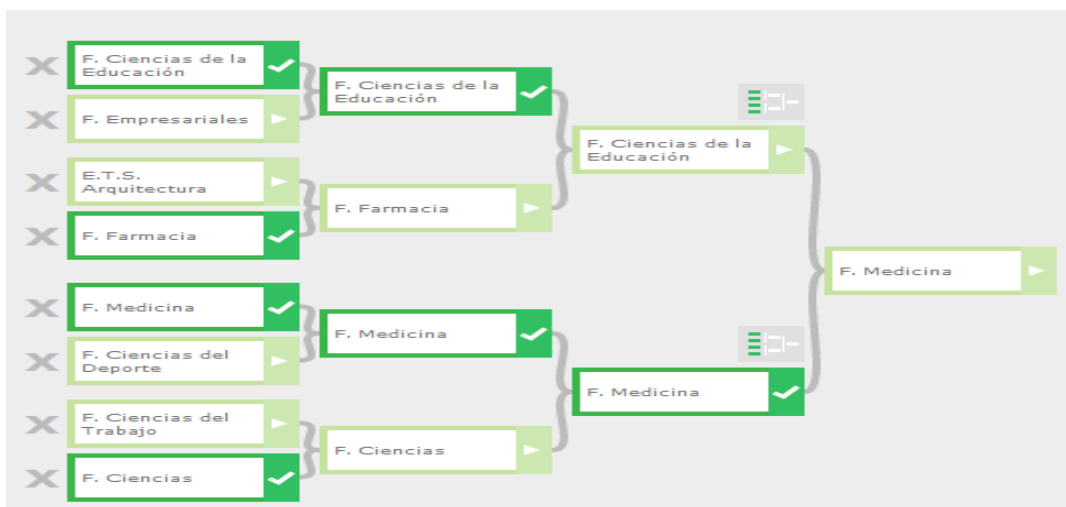 F. Ciencias de la
Educación
F. Empresariales
E.T.S.
Arquitectura
F. Farmacia
F. Medicina
F. Ciencias del
Deporte
F. Ciencias del
Trabajo
F. Ciencias
F. Ciencias de la
Educación
F. Farmacia
F. Medicina
F. Ciencias
F. Ciencias de la
Educación
F. Medicina
F. Medicina